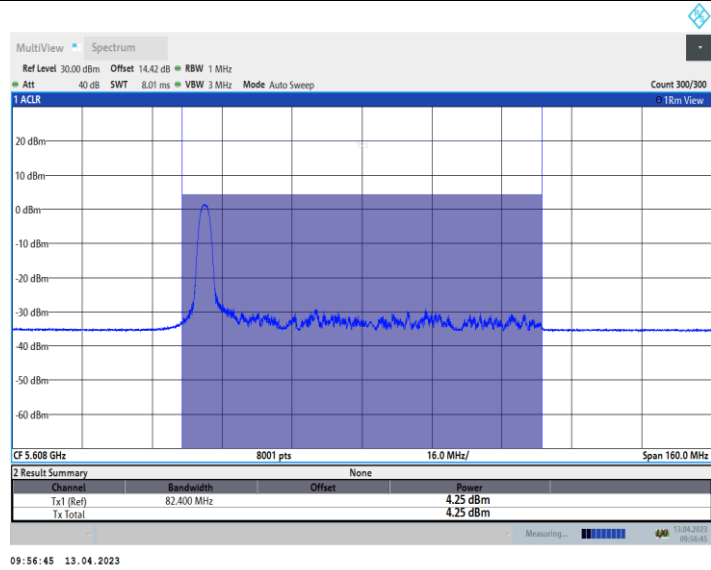 MultiView Spectrum
Ref Level 30.00 dBm Offset 14.42 dB RBW 1 MHz
Att 40 dB SWT 8.01 ms VBW 3 MHz Mode Auto Sweep Count 300/300
1 ACLR 1Rm View
20 dBm
10 dBm
0 dBm
-10 dBm
-20 dBm
-30 dBm
-40 dBm
-50 dBm
-60 dBm
CF 5.608 GHz 8001 pts 16.0 MHz/ Span 160.0 MHz
2 Result Summary None
Channel Bandwidth Offset Power
Tx1 (Ref) 82.400 MHz 4.25 dBm
Tx Total 4.25 dBm
Measuring... 13.04.2023
09:56:45
09:56:45 13.04.2023